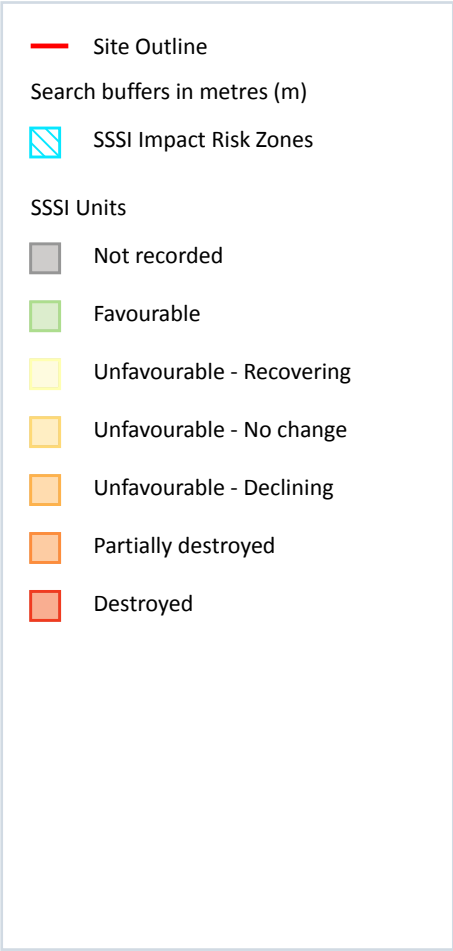 Site Outline
Search buffers in metres (m)
SSSI Impact Risk Zones
SSSI Units
Not recorded
Favourable
Unfavourable - Recovering
Unfavourable - No change
Unfavourable - Declining
Partially destroyed
Destroyed